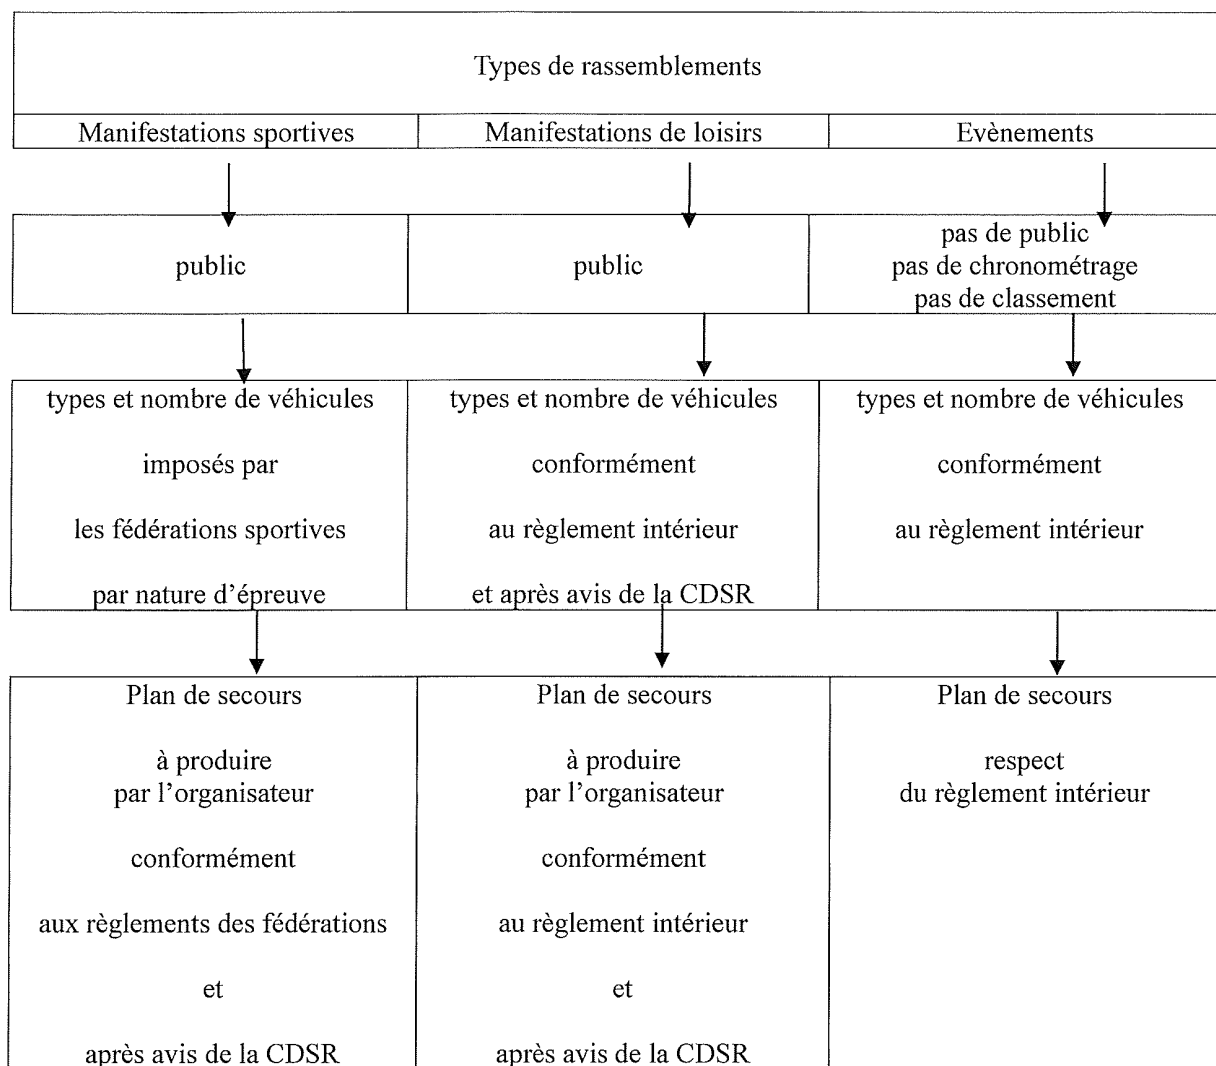 Types de rassemblements
Manifestations sportives
Manifestations de loisirs
Evènements
public
public
pas de public
pas de chronométrage
pas de classement
types et nombre de véhicules
imposés par
les fédérations sportives
par nature d'épreuve
types et nombre de véhicules
conformément
au règlement intérieur
et après avis de la CDSR
types et nombre de véhicules
conformément
au règlement intérieur
Plan de secours
à produire
par l'organisateur
conformément
aux règlements des fédérations
et
après avis de la CDSR
Plan de secours
à produire
par l'organisateur
conformément
au règlement intérieur
et
après avis de la CDSR
Plan de secours
respect
du règlement intérieur